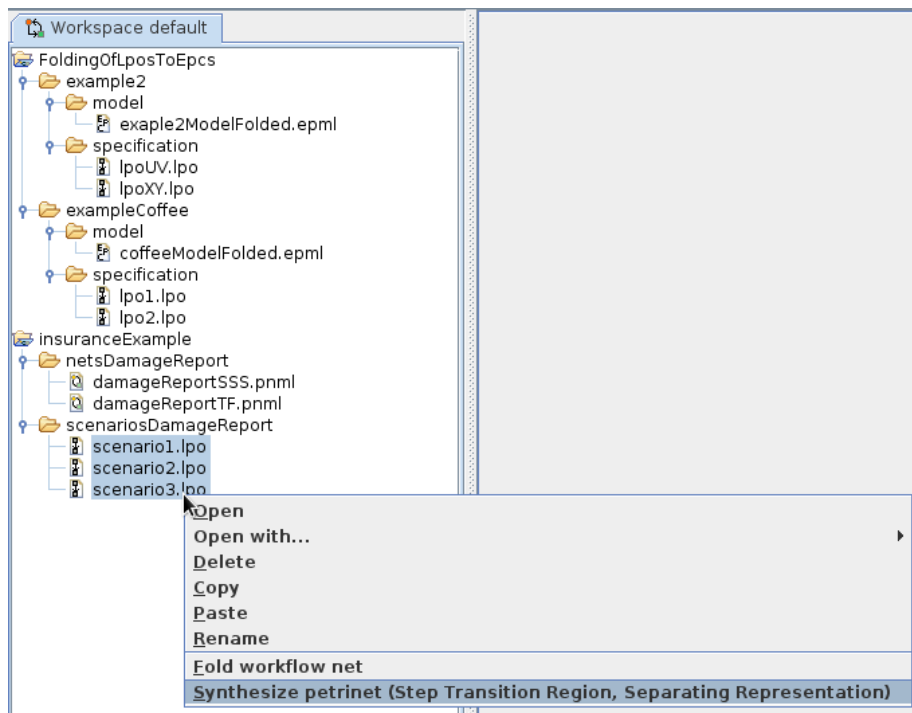 Workspace default
FoldingOfLposToEpcs
example2
model
exaple2ModelFolded.epml
specification
lpoUV.lpo
lpoXY.lpo
exampleCoffee
model
coffeeModelFolded.epml
specification
lpo1.lpo
lpo2.lpo
insuranceExample
netsDamageReport
damageReportSSS.pnml
damageReportTF.pnml
scenariosDamageReport
scenario1.lpo
scenario2.lpo
scenario3.lpo
Open
Open with...
Delete
Copy
Paste
Rename
Fold workflow net
Synthesize petrinet (Step Transition Region, Separating Representation)